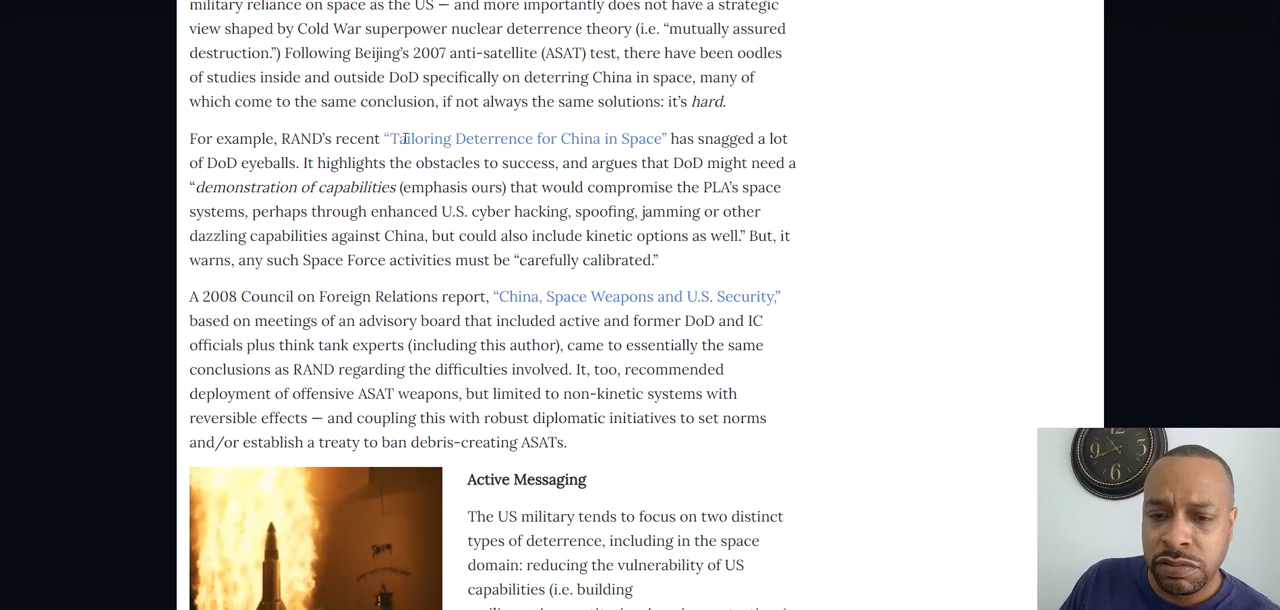 military reliance on space as the US — and more importantly does not have a strategic
view shaped by Cold War superpower nuclear deterrence theory (i.e. “mutually assured
destruction.”) Following Beijing’s 2007 anti-satellite (ASAT) test, there have been oodles
of studies inside and outside DoD specifically on deterring China in space, many of
which come to the same conclusion, if not always the same solutions: it’s hard.
For example, RAND’s recent “Tailoring Deterrence for China in Space” has snagged a lot
of DoD eyeballs. It highlights the obstacles to success, and argues that DoD might need a
“demonstration of capabilities (emphasis ours) that would compromise the PLA’s space
systems, perhaps through enhanced U.S. cyber hacking, spoofing, jamming or other
dazzling capabilities against China, but could also include kinetic options as well.” But, it
warns, any such Space Force activities must be “carefully calibrated.”
A 2008 Council on Foreign Relations report, “China, Space Weapons and U.S. Security,”
based on meetings of an advisory board that included active and former DoD and IC
officials plus think tank experts (including this author), came to essentially the same
conclusions as RAND regarding the difficulties involved. It, too, recommended
deployment of offensive ASAT weapons, but limited to non-kinetic systems with
reversible effects — and coupling this with robust diplomatic initiatives to set norms
and/or establish a treaty to ban debris-creating ASATs.
Active Messaging
The US military tends to focus on two distinct
types of deterrence, including in the space
domain: reducing the vulnerability of US
capabilities (i.e. building
12
9 3
6